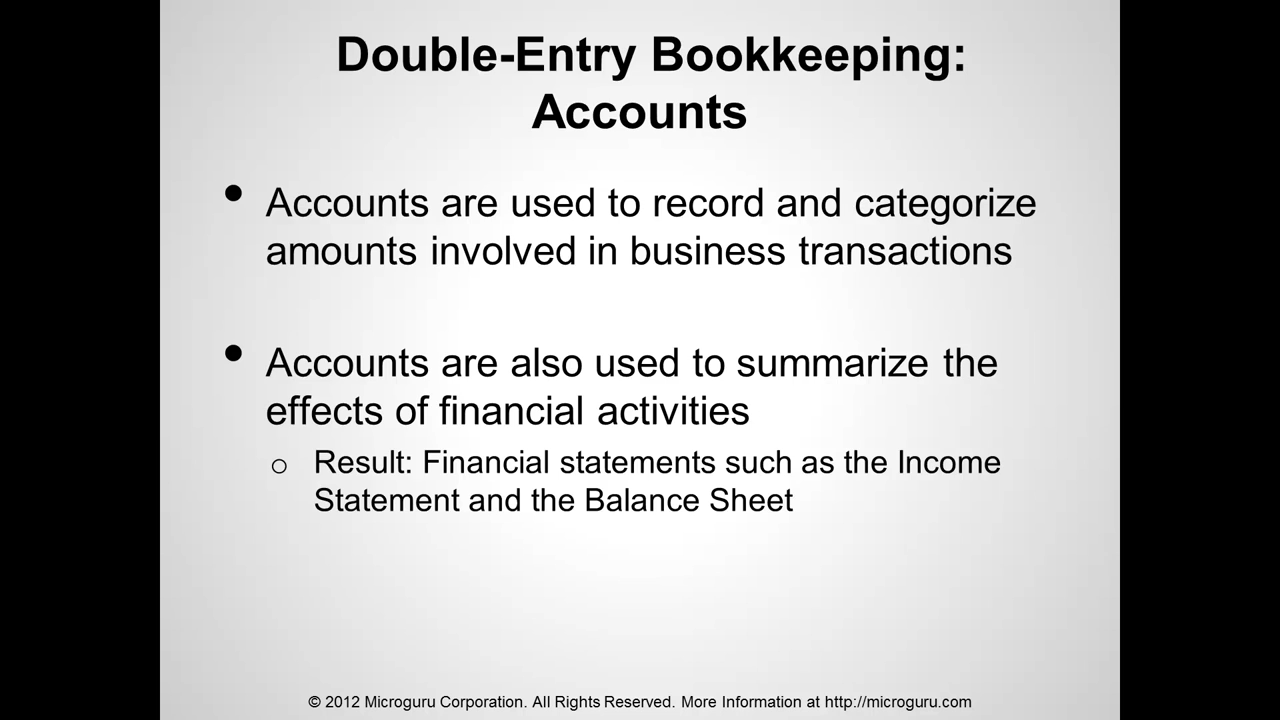 Double-Entry Bookkeeping:
Accounts
• Accounts are used to record and categorize
amounts involved in business transactions
• Accounts are also used to summarize the
effects of financial activities
o Result: Financial statements such as the Income
Statement and the Balance Sheet
© 2012 Microguru Corporation. All Rights Reserved. More Information at http://microguru.com